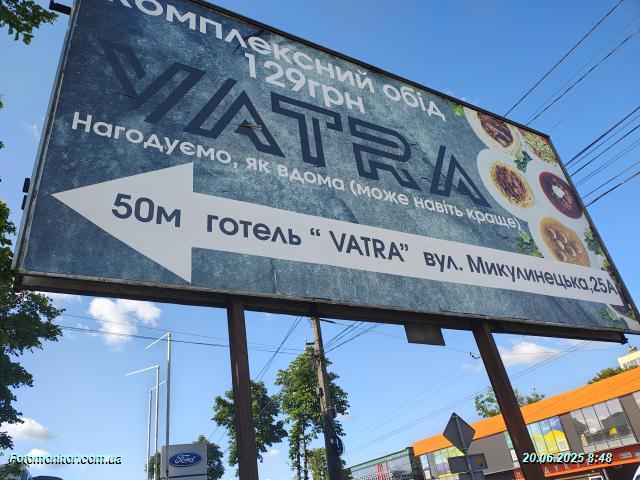 Комплексний обід
129грн
VATRA
Нагодуємо, як вдома (може навіть краще)
50м готель “ VATRA” вул. Микулинецька,25А
Ford
Fotomonitor.com.ua
20.06.2025 8:48